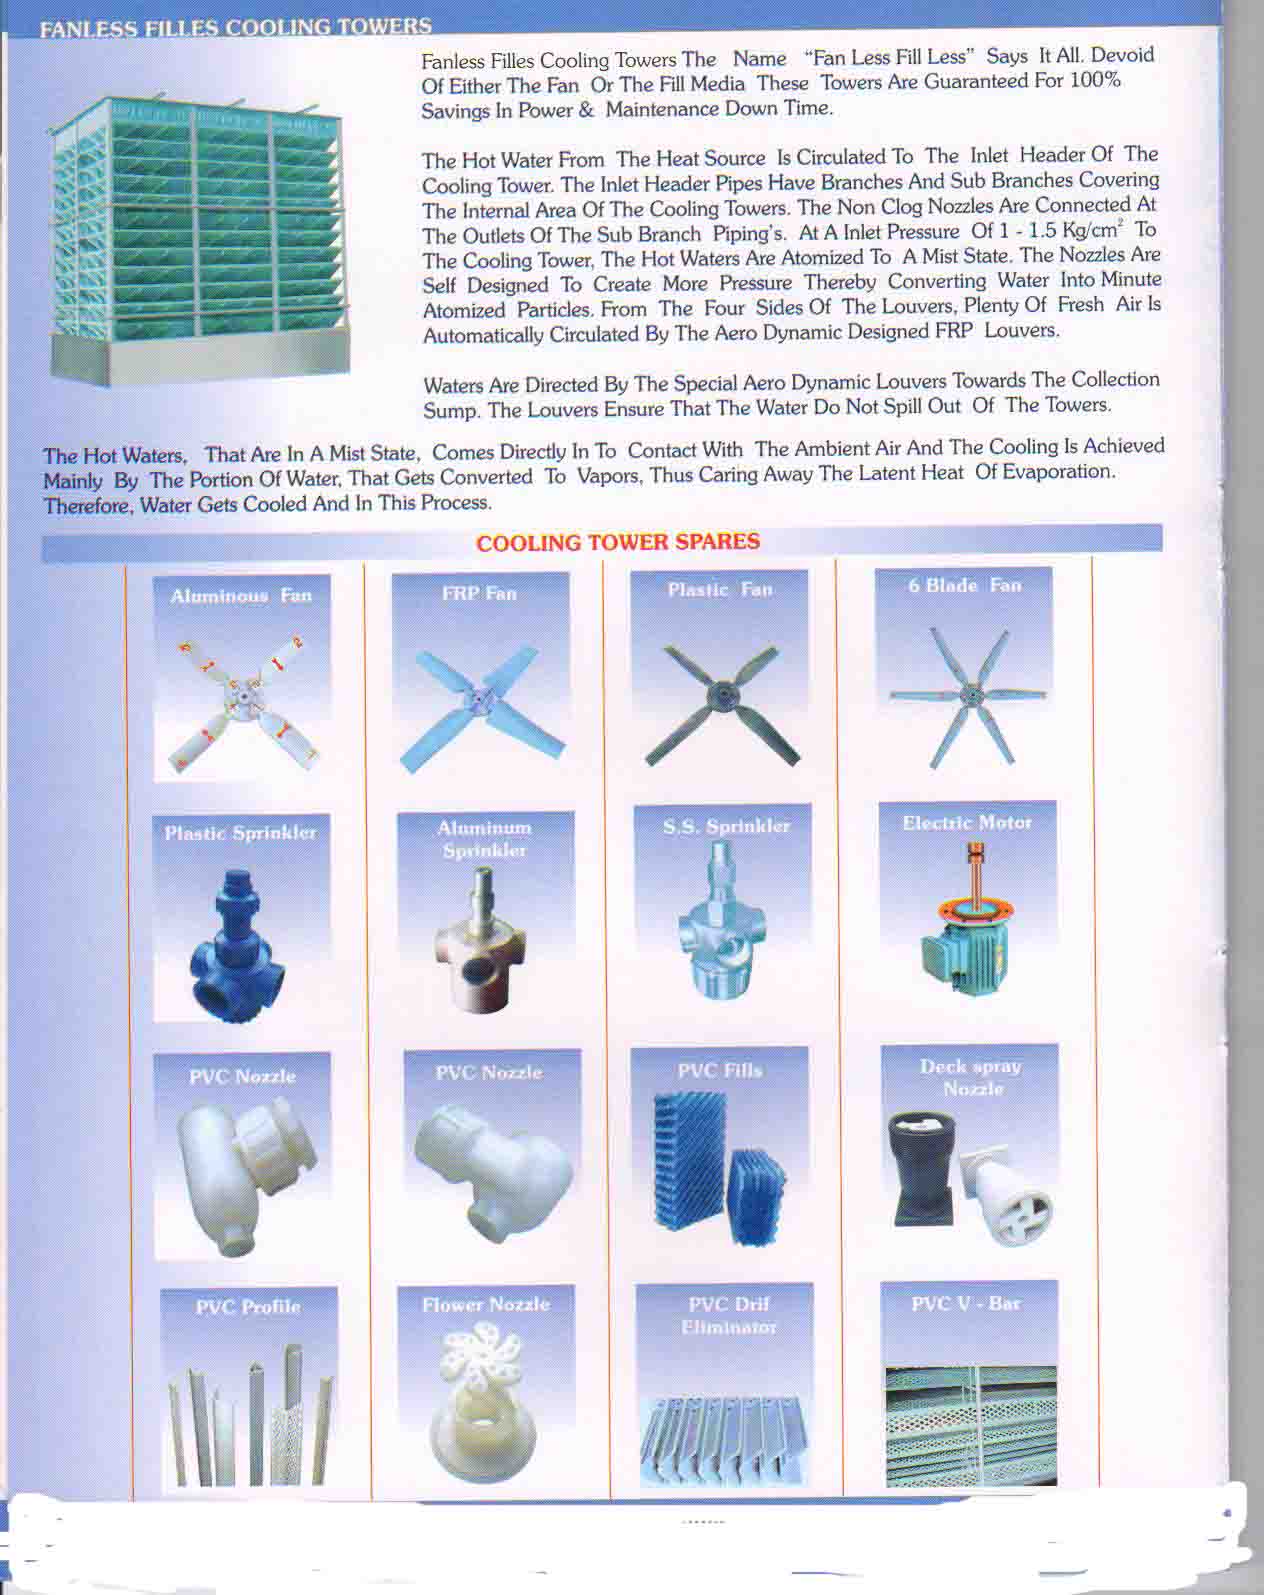 FANLESS FILLES COOLING TOWERS
Fanless Filles Cooling Towers The Name "Fan Less Fill Less" Says It All. Devoid
Of Either The Fan Or The Fill Media These Towers Are Guaranteed For 100%
Savings In Power & Maintenance Down Time.
The Hot Water From The Heat Source Is Circulated To The Inlet Header Of The
Cooling Tower. The Inlet Header Pipes Have Branches And Sub Branches Covering
The Internal Area Of The Cooling Towers. The Non Clog Nozzles Are Connected At
The Outlets Of The Sub Branch Piping's. At A Inlet Pressure Of 1 - 1.5 Kg/cm² To
The Cooling Tower, The Hot Waters Are Atomized To A Mist State. The Nozzles Are
Self Designed To Create More Pressure Thereby Converting Water Into Minute
Atomized Particles. From The Four Sides Of The Louvers, Plenty Of Fresh Air Is
Automatically Circulated By The Aero Dynamic Designed FRP Louvers.
Waters Are Directed By The Special Aero Dynamic Louvers Towards The Collection
Sump. The Louvers Ensure That The Water Do Not Spill Out Of The Towers.
The Hot Waters, That Are In A Mist State, Comes Directly In To Contact With The Ambient Air And The Cooling Is Achieved
Mainly By The Portion Of Water, That Gets Converted To Vapors, Thus Caring Away The Latent Heat Of Evaporation.
Therefore, Water Gets Cooled And In This Process.
COOLING TOWER SPARES
Aluminous Fan
FRP Fan
Plastic Fan
6 Blade Fan
Plastic Sprinkler
Aluminum
Sprinkler
S.S. Sprinkler
Electric Motor
PVC Nozzle
PVC Nozzle
PVC Fills
Deck spray
Nozzle
PVC Profile
Flower Nozzle
PVC Drif
Eliminator
PVC V - Bar